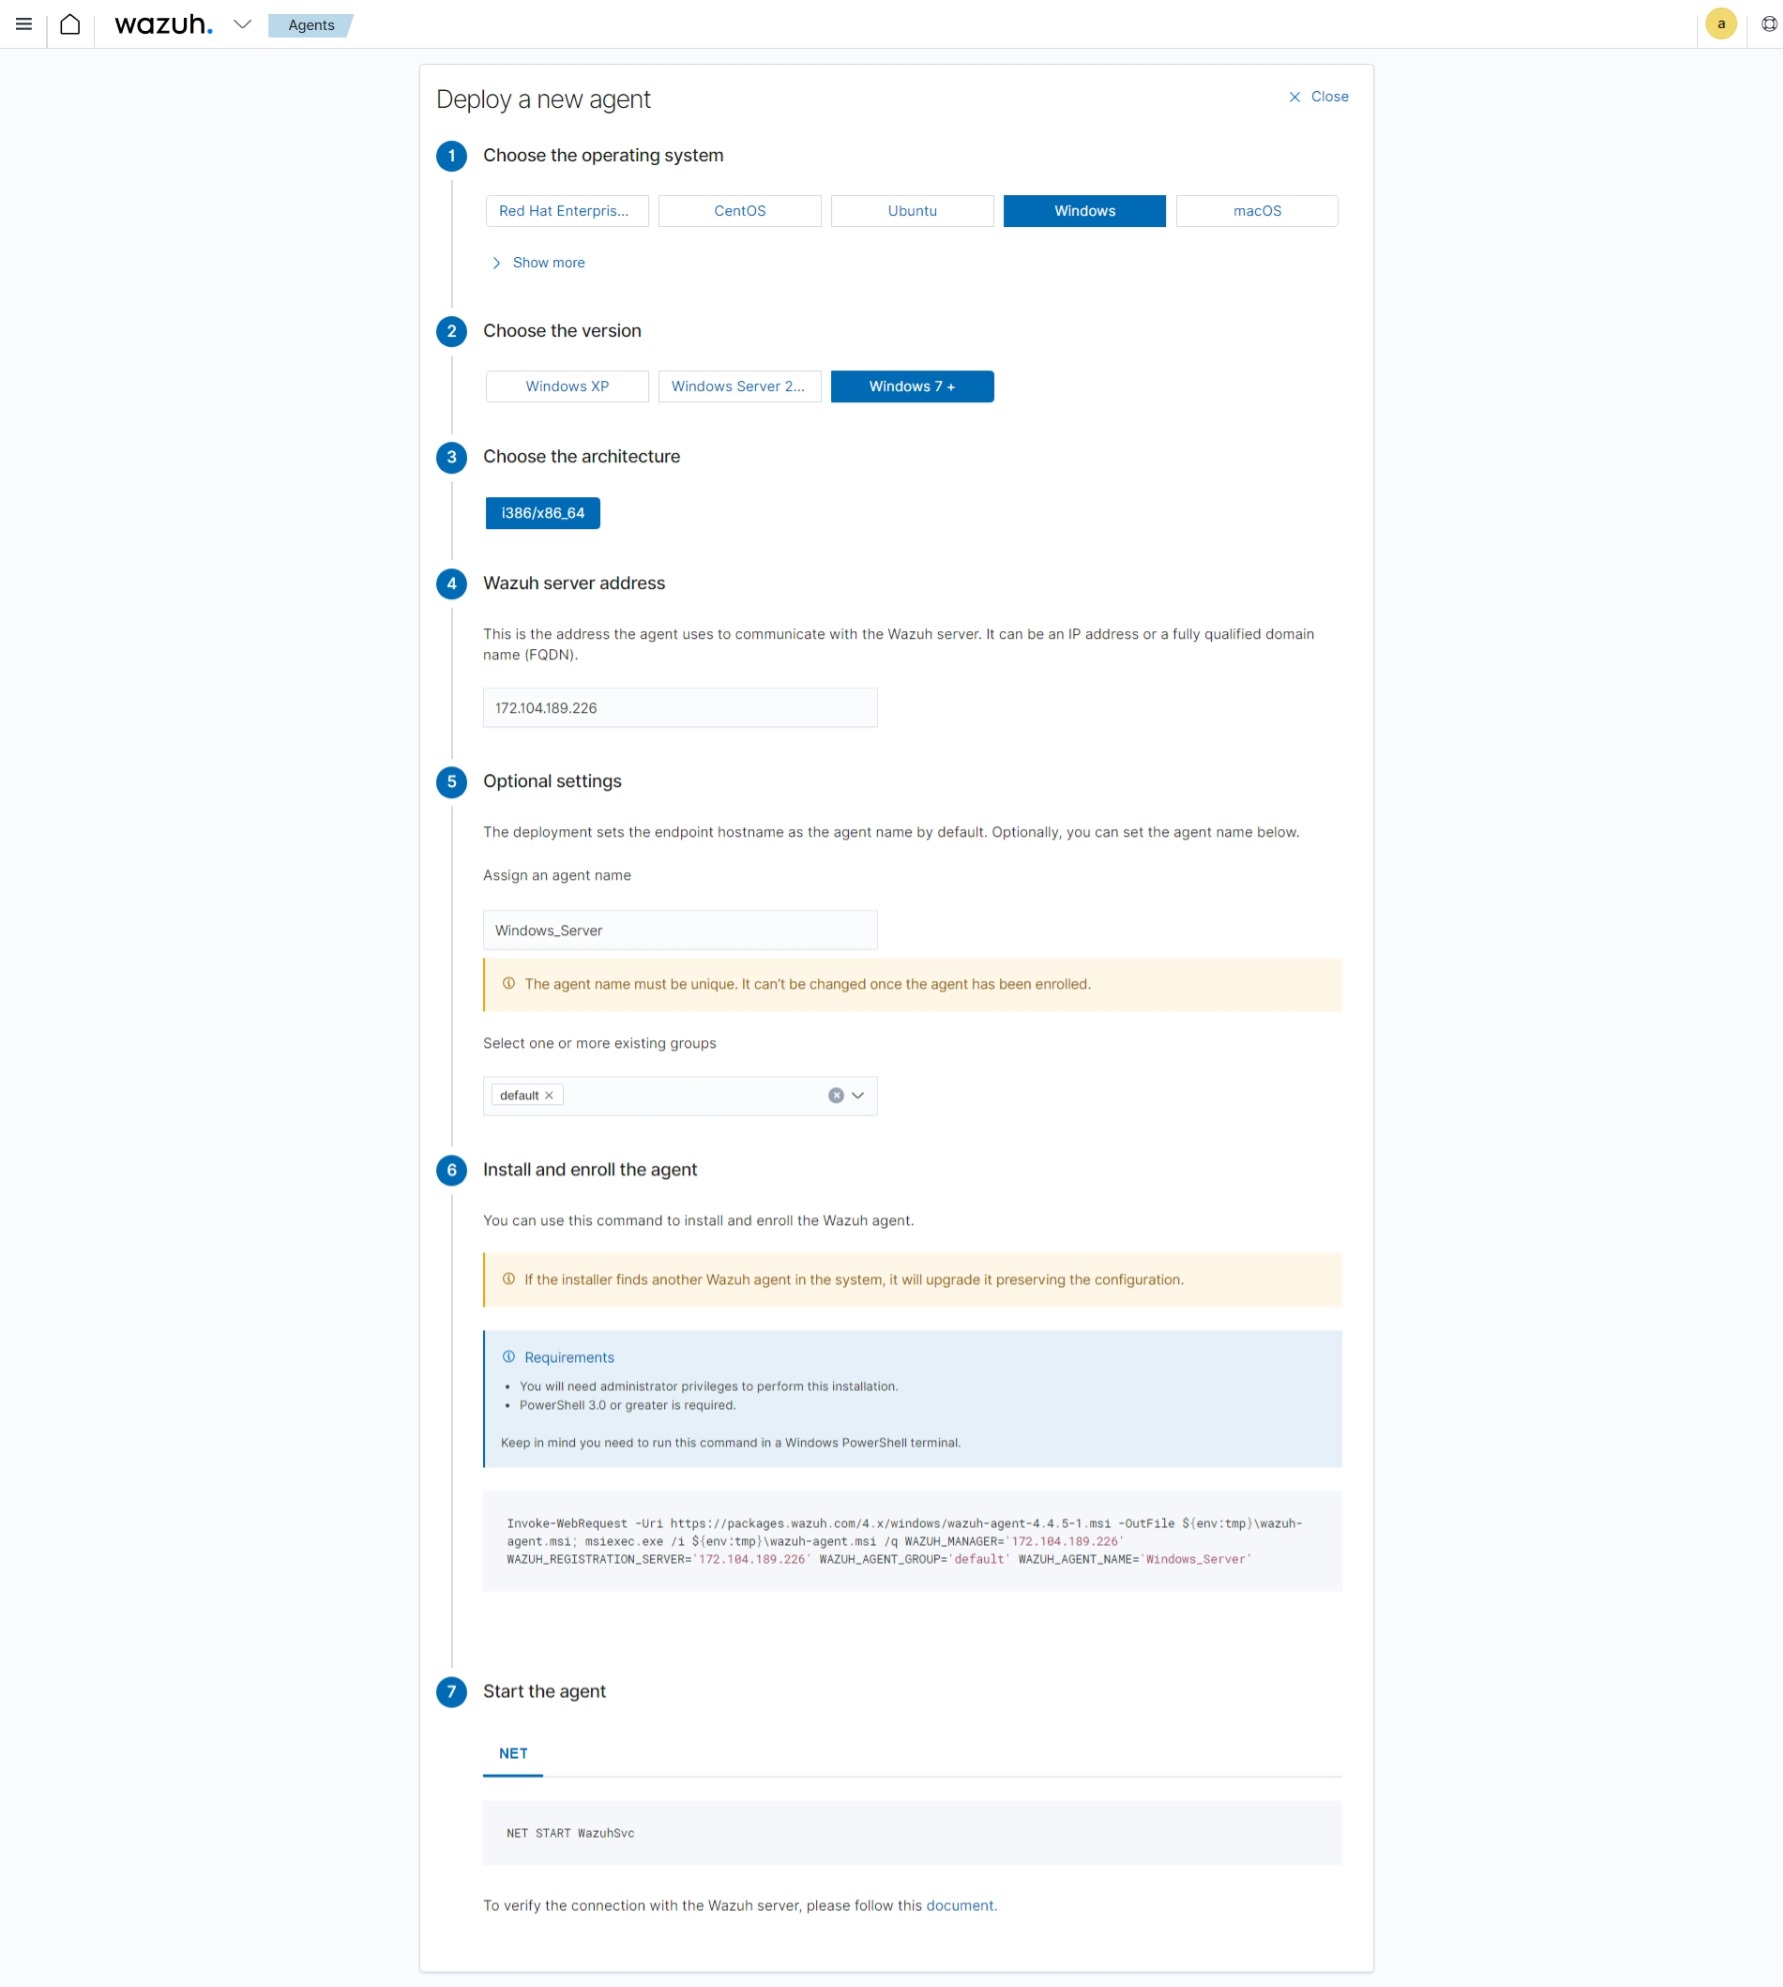 wazuh.
Agents
a
Deploy a new agent
Close
1
Choose the operating system
Red Hat Enterpris...
CentOS
Ubuntu
Windows
macOS
Show more
2
Choose the version
Windows XP
Windows Server 2...
Windows 7 +
3
Choose the architecture
i386/x86_64
4
Wazuh server address
This is the address the agent uses to communicate with the Wazuh server. It can be an IP address or a fully qualified domain
name (FQDN).
172.104.189.226
5
Optional settings
The deployment sets the endpoint hostname as the agent name by default. Optionally, you can set the agent name below.
Assign an agent name
Windows_Server
The agent name must be unique. It can't be changed once the agent has been enrolled.
Select one or more existing groups
default
6
Install and enroll the agent
You can use this command to install and enroll the Wazuh agent.
If the installer finds another Wazuh agent in the system, it will upgrade it preserving the configuration.
Requirements
• You will need administrator privileges to perform this installation.
• PowerShell 3.0 or greater is required.
Keep in mind you need to run this command in a Windows PowerShell terminal.
Invoke-WebRequest -Uri https://packages.wazuh.com/4.x/windows/wazuh-agent-4.4.5-1.msi -OutFile ${env:tmp}\wazuh-
agent.msi; msiexec.exe /i ${env:tmp}\wazuh-agent.msi /q WAZUH_MANAGER='172.104.189.226'
WAZUH_REGISTRATION_SERVER='172.104.189.226' WAZUH_AGENT_GROUP='default' WAZUH_AGENT_NAME='Windows_Server'
7
Start the agent
NET
NET START WazuhSvc
To verify the connection with the Wazuh server, please follow this document.